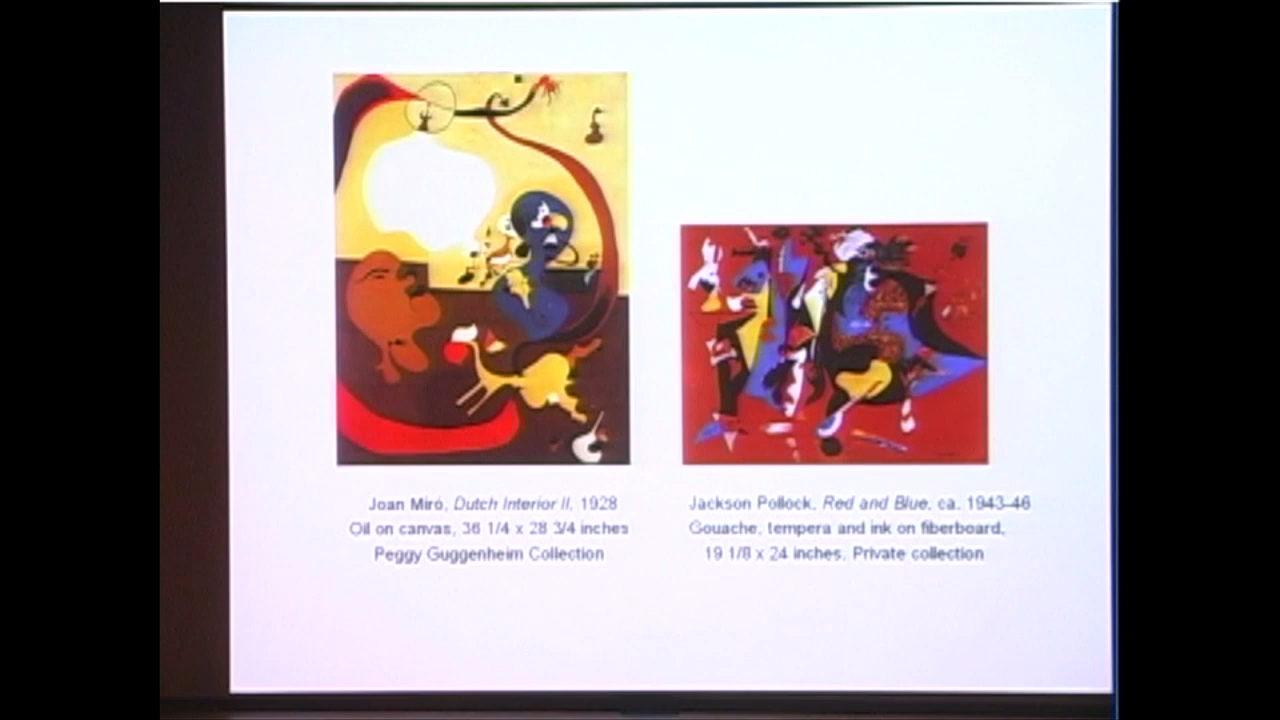 Joan Miró, Dutch Interior II, 1928
Oil on canvas, 36 1/4 x 28 3/4 inches
Peggy Guggenheim Collection
Jackson Pollock, Red and Blue, ca. 1943-46
Gouache, tempera and ink on fiberboard,
19 1/8 x 24 inches. Private collection